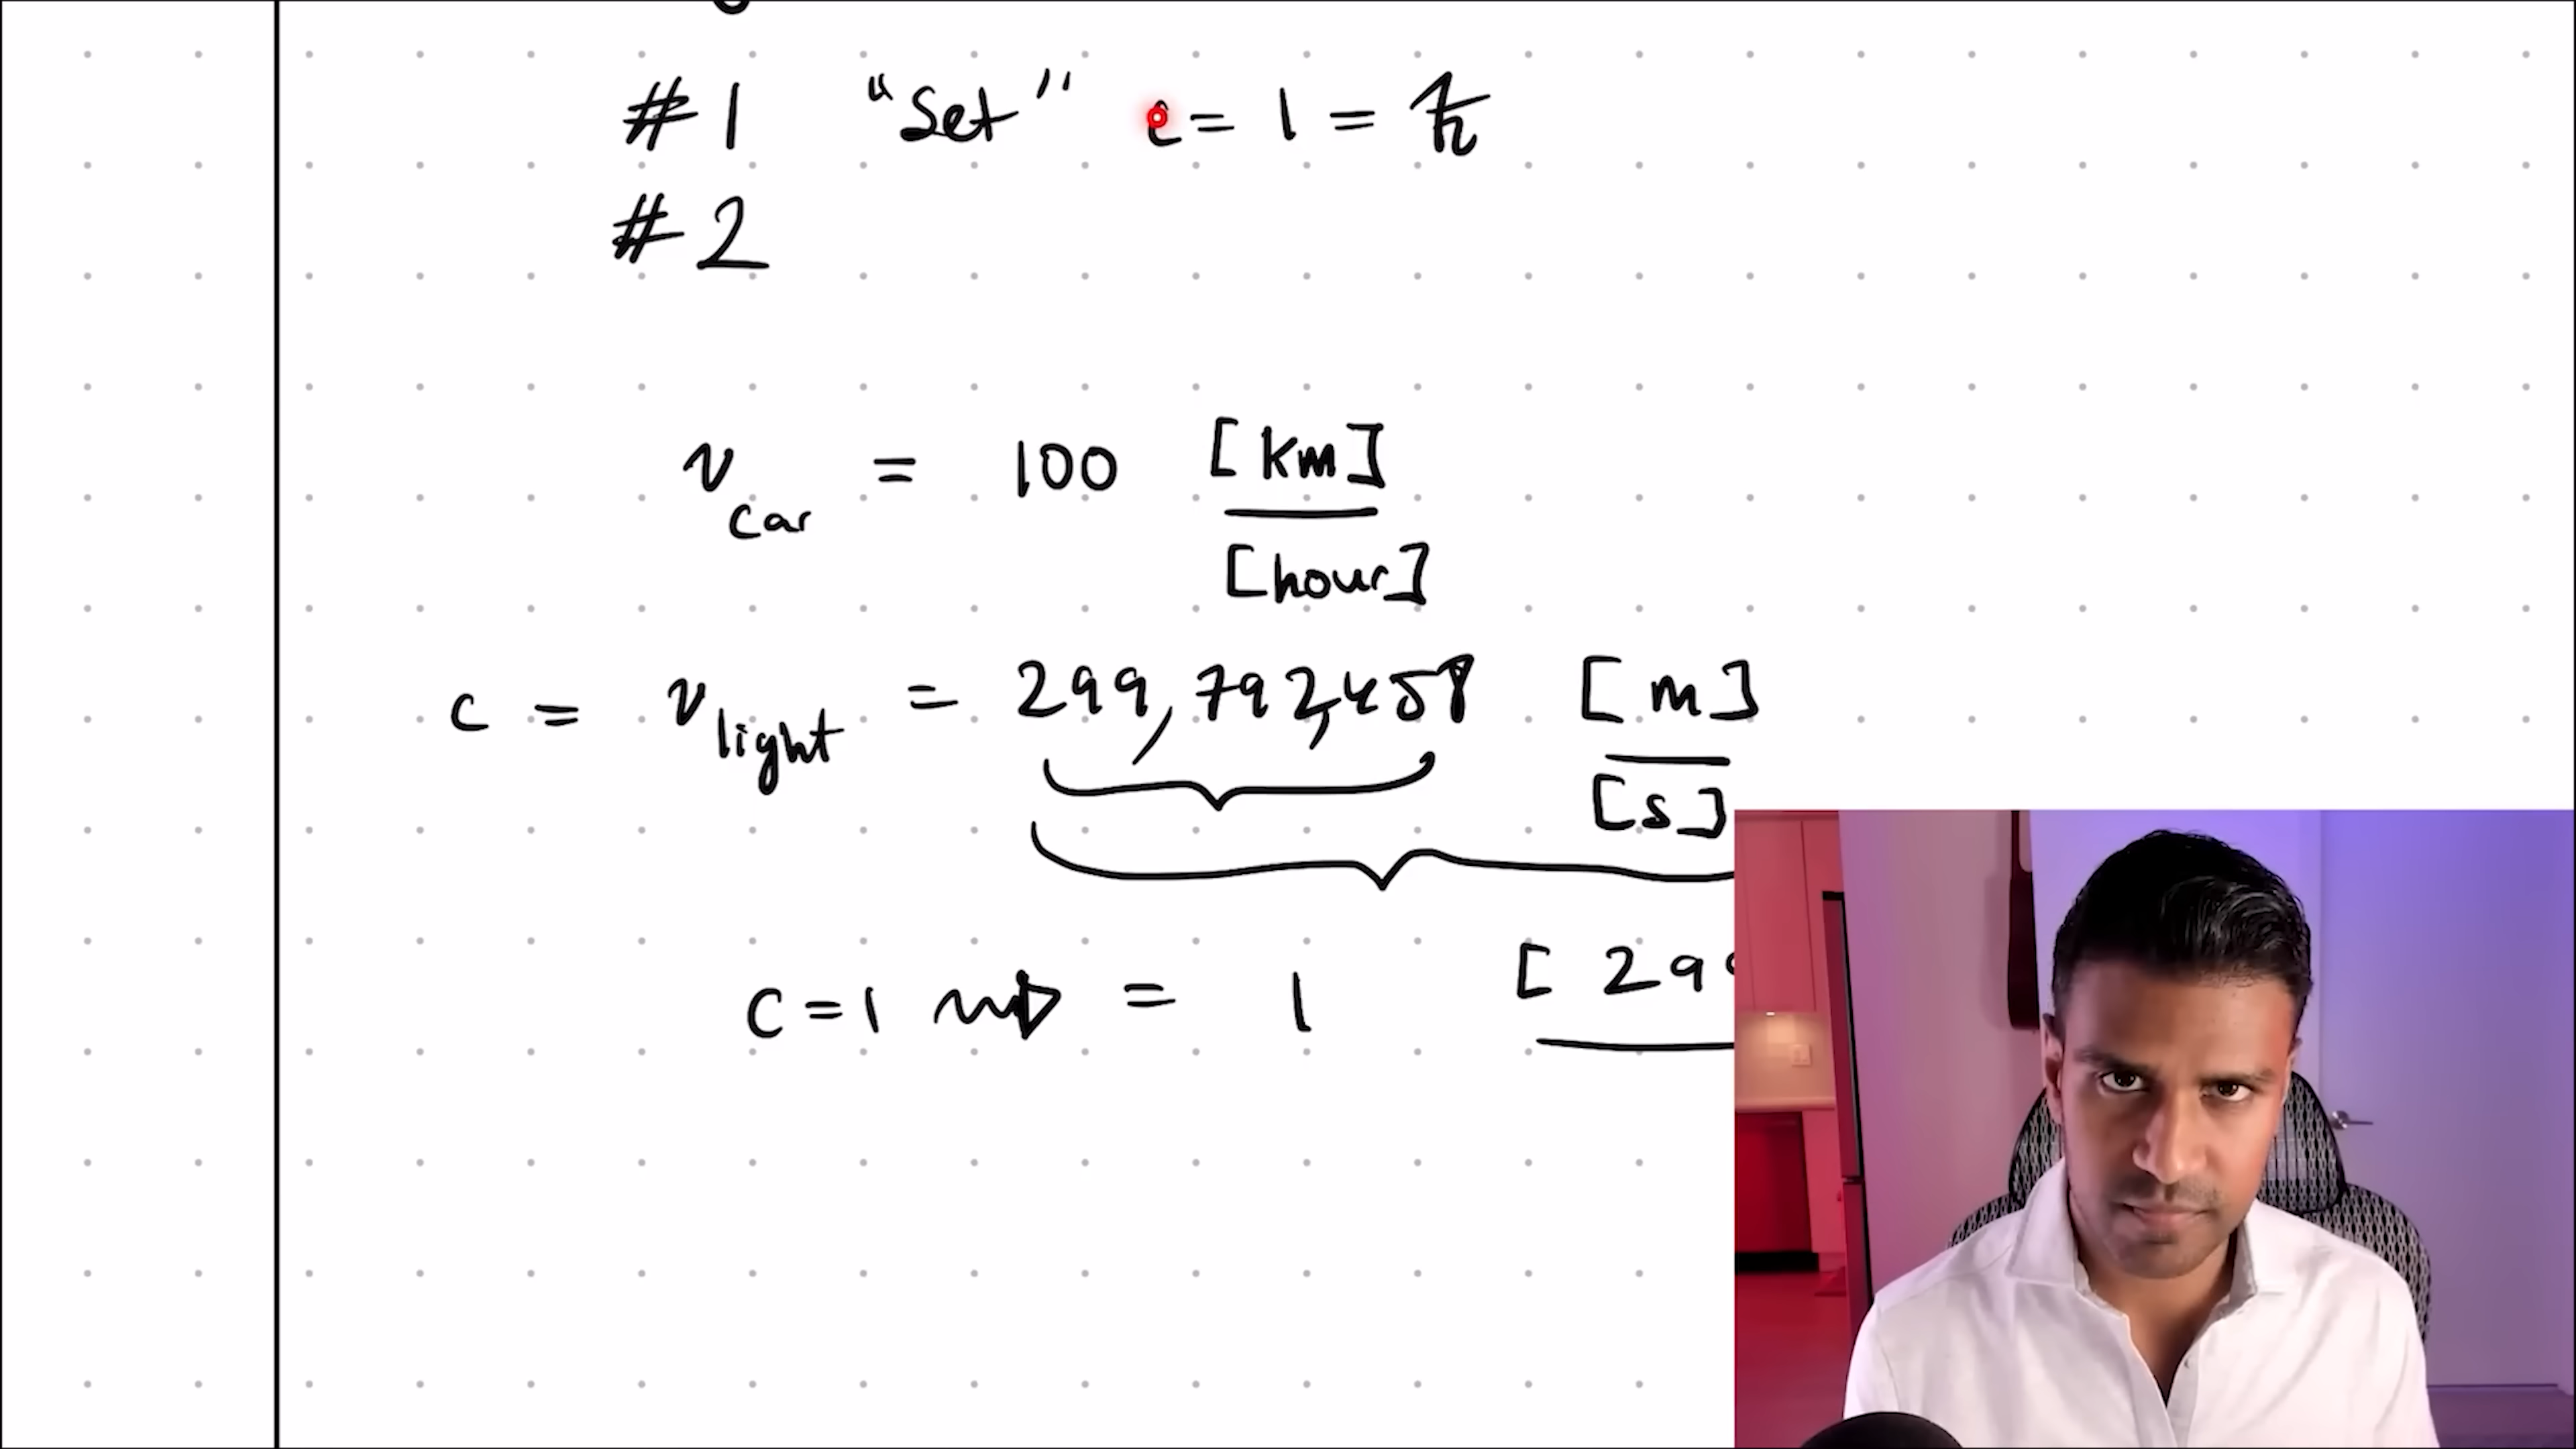 #1 "Set" c = 1 = ℏ
#2
v car = 100 [km]
[hour]
c = v light = 299,792,458 [m]
[s]
c = 1 = 1 [29